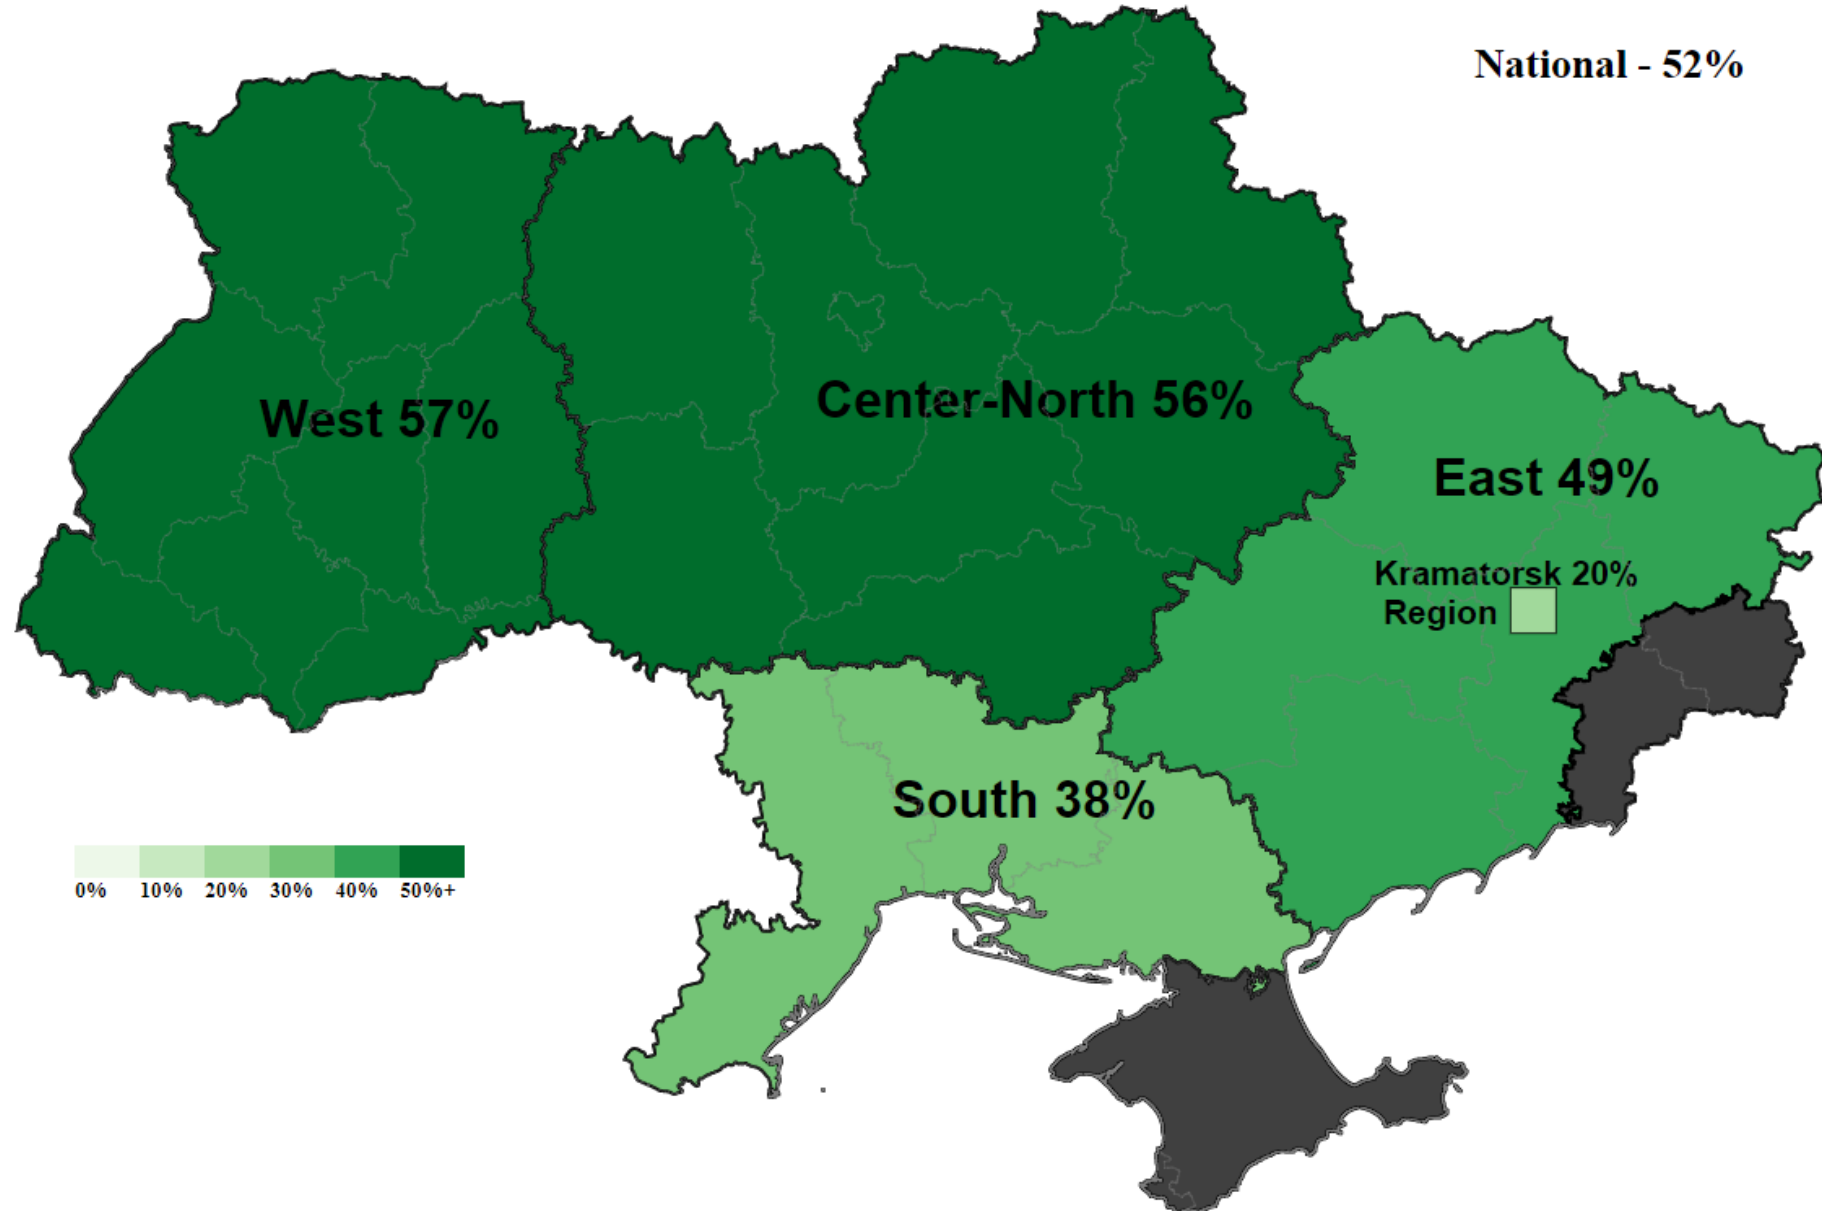 National - 52%
West 57%
Center-North 56%
East 49%
Kramatorsk 20%
Region
South 38%
0% 10% 20% 30% 40% 50%+